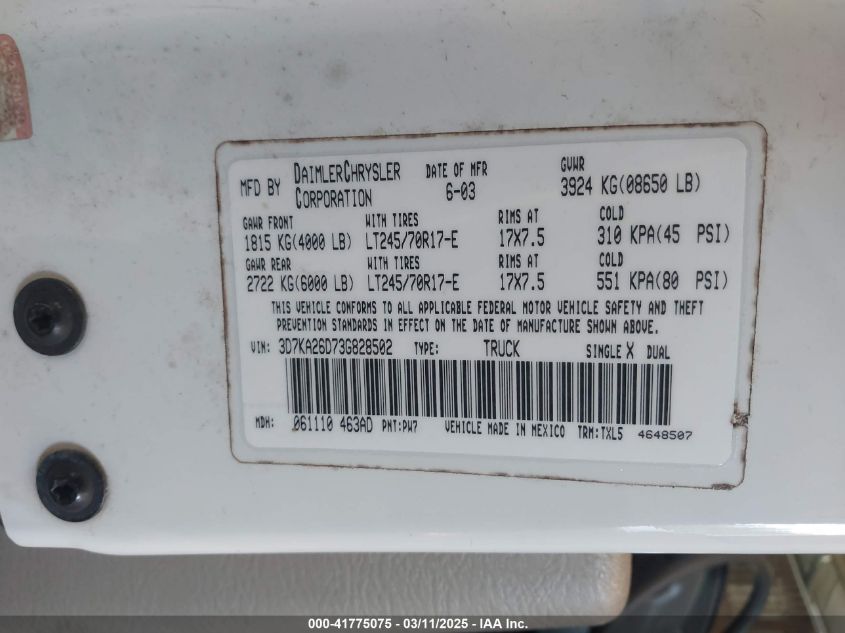 MFD BY DAIMLERCHRYSLER CORPORATION DATE OF MFR 6-03 GVWR 3924 KG(08650 LB)
GAWR FRONT WITH TIRES RIMS AT COLD
1815 KG(4000 LB) LT245/70R17-E 17X7.5 310 KPA(45 PSI)
GAWR REAR WITH TIRES RIMS AT COLD
2722 KG(6000 LB) LT245/70R17-E 17X7.5 551 KPA(80 PSI)
THIS VEHICLE CONFORMS TO ALL APPLICABLE FEDERAL MOTOR VEHICLE SAFETY AND THEFT
PREVENTION STANDARDS IN EFFECT ON THE DATE OF MANUFACTURE SHOWN ABOVE.
VIN: 3D7KA26D73G828502 TYPE: TRUCK SINGLE X DUAL
MDH: 061110 463AD PNT:PW7 VEHICLE MADE IN MEXICO TRM:TXL5 4648507
000-41775075 - 03/11/2025 - IAA Inc.